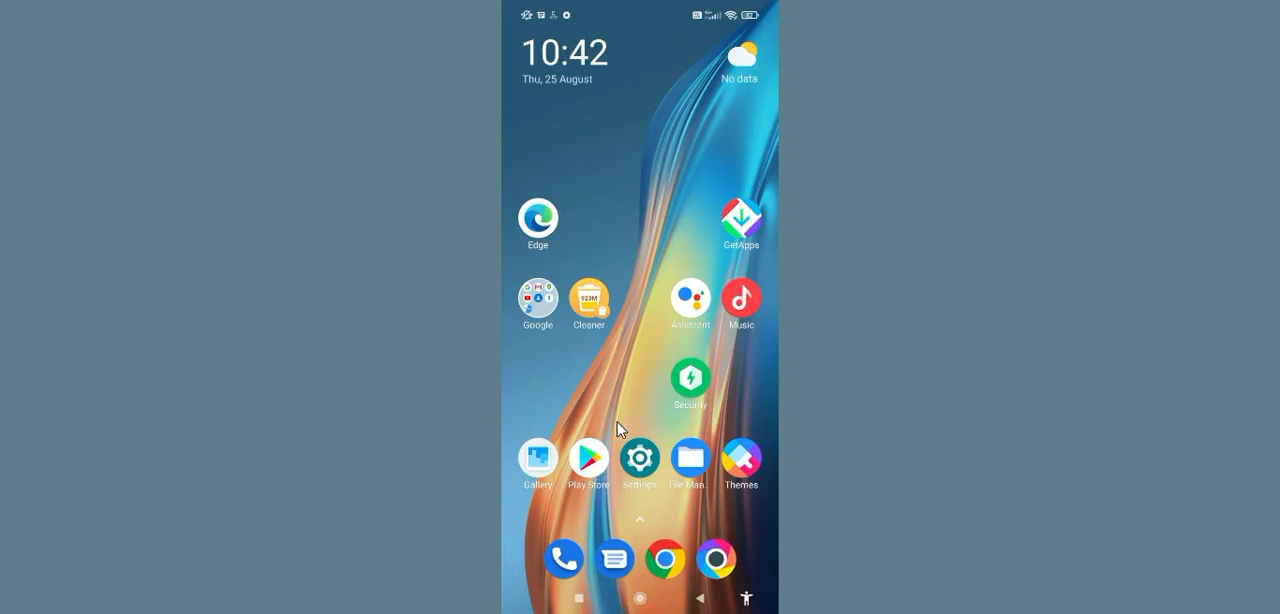 10:42
Thu, 25 August
No data
Edge
GetApps
Google
Cleaner
923M
Assistant
Music
Security
Gallery
Play Store
Settings
File Man..
Themes